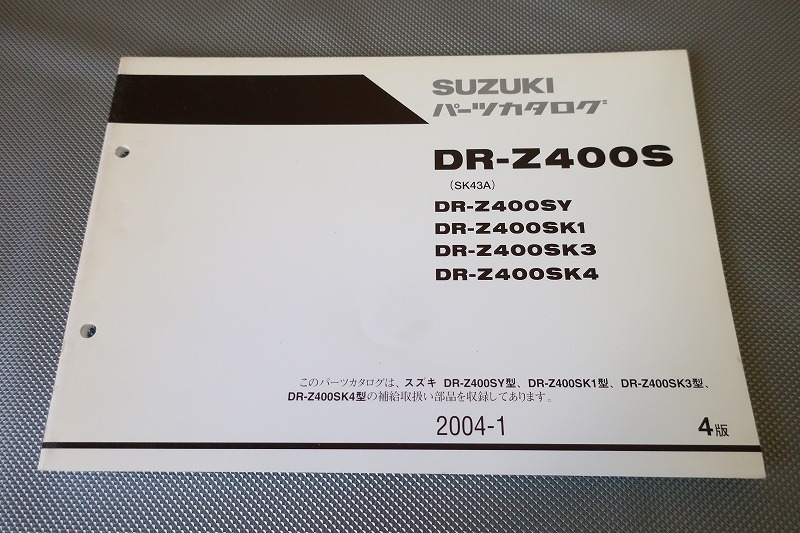 SUZUKI
パーツカタログ
DR-Z400S
(SK43A)
DR-Z400SY
DR-Z400SK1
DR-Z400SK3
DR-Z400SK4
このパーツカタログは、スズキ DR-Z400SY型、DR-Z400SK1型、DR-Z400SK3型、
DR-Z400SK4型の補給取扱い部品を収録してあります。
2004-1
4版